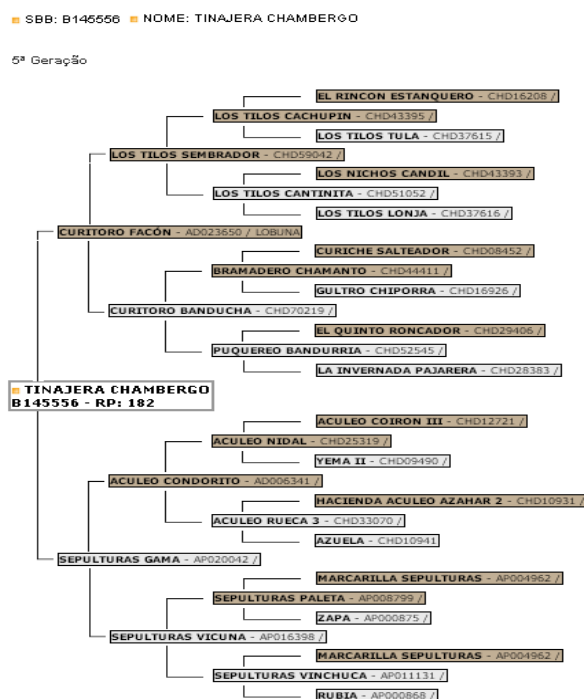 SBB: B145556 NOME: TINAJERA CHAMBERGO
5ª Geração
EL RINCON ESTANQUERO - CHD16208 /
LOS TILOS CACHUPIN - CHD43395 /
LOS TILOS TULA - CHD37615 /
LOS TILOS SEMBRADOR - CHD59042 /
LOS NICHOS CANDIL - CHD43393 /
LOS TILOS CANTINITA - CHD51052 /
LOS TILOS LONJA - CHD37616 /
CURITORO FACÓN - AD023650 / LOBUNA
CURICHE SALTEADOR - CHD08452 /
BRAMADERO CHAMANTO - CHD44411 /
GULTRO CHIPORRA - CHD16926 /
CURITORO BANDUCHA - CHD70219 /
EL QUINTO RONCADOR - CHD29406 /
PUQUEREO BANDURRIA - CHD52545 /
LA INVERNADA PAJARERA - CHD28383 /
TINAJERA CHAMBERGO
B145556 - RP: 182
ACULEO COIRON III - CHD12721 /
ACULEO NIDAL - CHD25319 /
YEMA II - CHD09490 /
ACULEO CONDORITO - AD006341 /
HACIENDA ACULEO AZAHAR 2 - CHD10931 /
ACULEO RUECA 3 - CHD33070 /
AZUELA - CHD10941
SEPULTURAS GAMA - AP020042 /
MARCARILLA SEPULTURAS - AP004962 /
SEPULTURAS PALETA - AP008799 /
ZAPA - AP000875 /
SEPULTURAS VICUNA - AP016398 /
MARCARILLA SEPULTURAS - AP004962 /
SEPULTURAS VINCHUCA - AP011131 /
RUBIA - AP000868 /